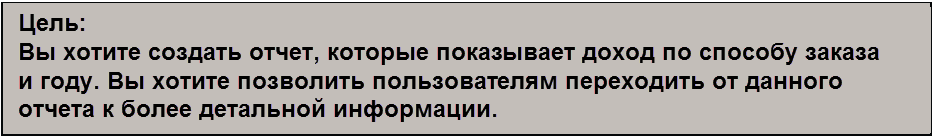 Цель:
Вы хотите создать отчет, которые показывает доход по способу заказа
и году. Вы хотите позволить пользователям переходить от данного
отчета к более детальной информации.